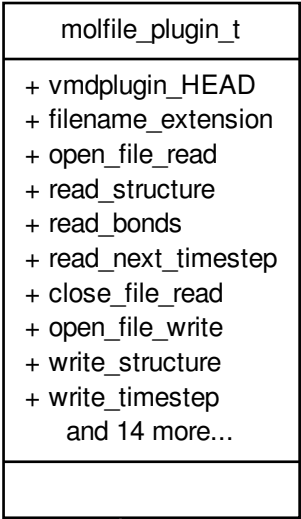 molfile_plugin_t
+ vmdplugin_HEAD
+ filename_extension
+ open_file_read
+ read_structure
+ read_bonds
+ read_next_timestep
+ close_file_read
+ open_file_write
+ write_structure
+ write_timestep
and 14 more...